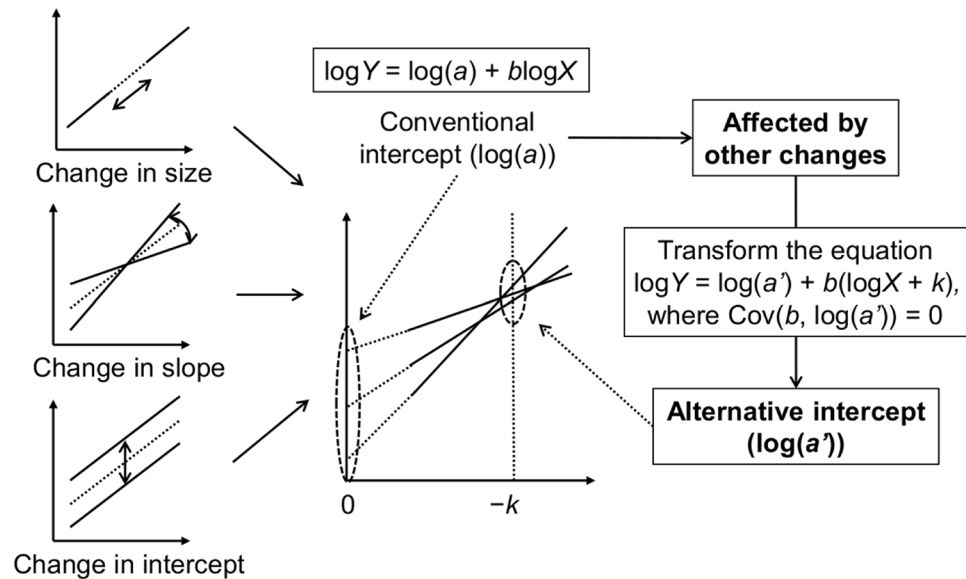 Change in size
Change in slope
Change in intercept
logY = log(a) + blogX
Conventional
intercept (log(a))
0
−k
Affected by
other changes
Transform the equation
logY = log(a’) + b(logX + k),
where Cov(b, log(a’)) = 0
Alternative intercept
(log(a’))